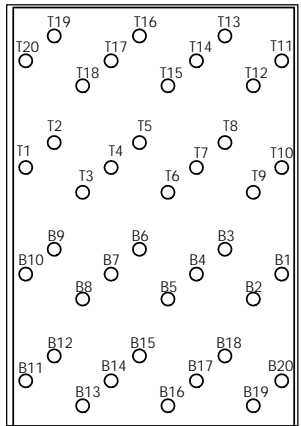 T19 T16 T13
T20 T17 T14 T11
T18 T15 T12
T2 T5 T8
T1 T4 T7 T10
T3 T6 T9
B9 B6 B3
B10 B7 B4 B1
B8 B5 B2
B12 B15 B18
B11 B14 B17 B20
B13 B16 B19